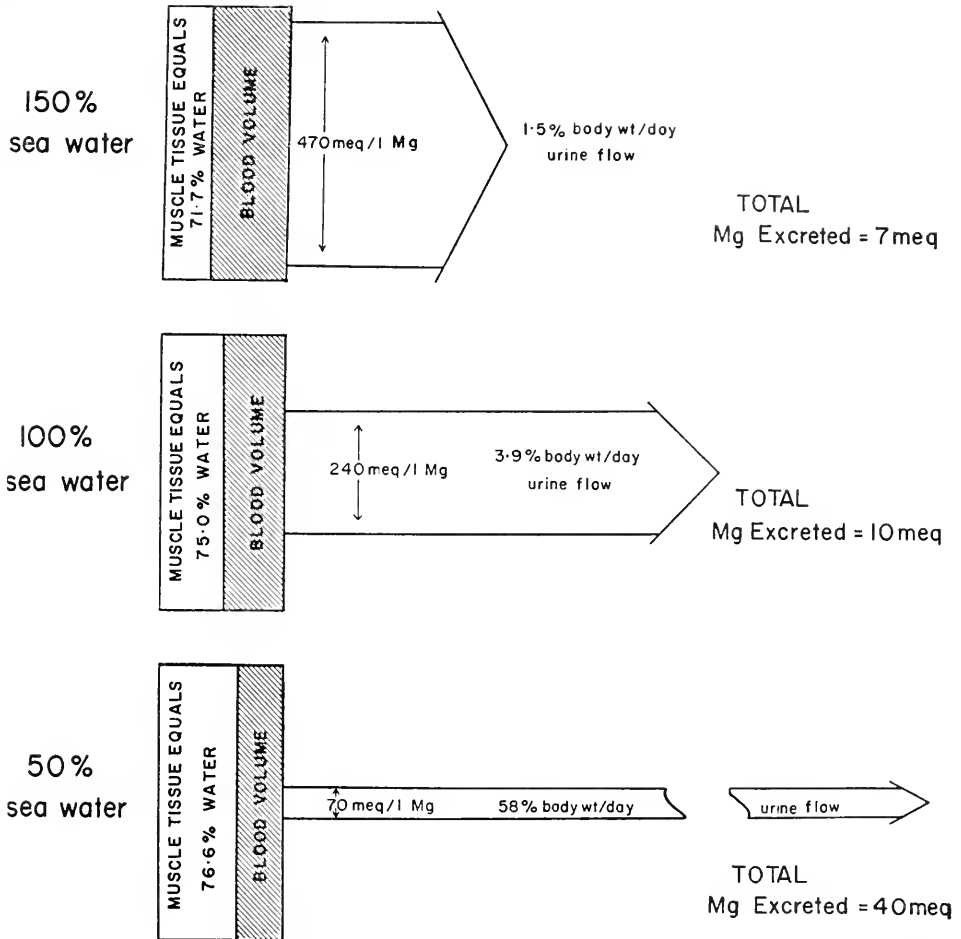 150%
sea water
MUSCLE TISSUE EQUALS
71·7% WATER
BLOOD VOLUME
470 meq/l Mg
1·5% body wt/day
urine flow
TOTAL
Mg Excreted = 7 meq
100%
sea water
MUSCLE TISSUE EQUALS
75·0% WATER
BLOOD VOLUME
240 meq/l Mg
3·9% body wt/day
urine flow
TOTAL
Mg Excreted = 10 meq
50%
sea water
MUSCLE TISSUE EQUALS
76·6% WATER
BLOOD VOLUME
70 meq/l Mg
58% body wt/day
urine flow
TOTAL
Mg Excreted = 40 meq